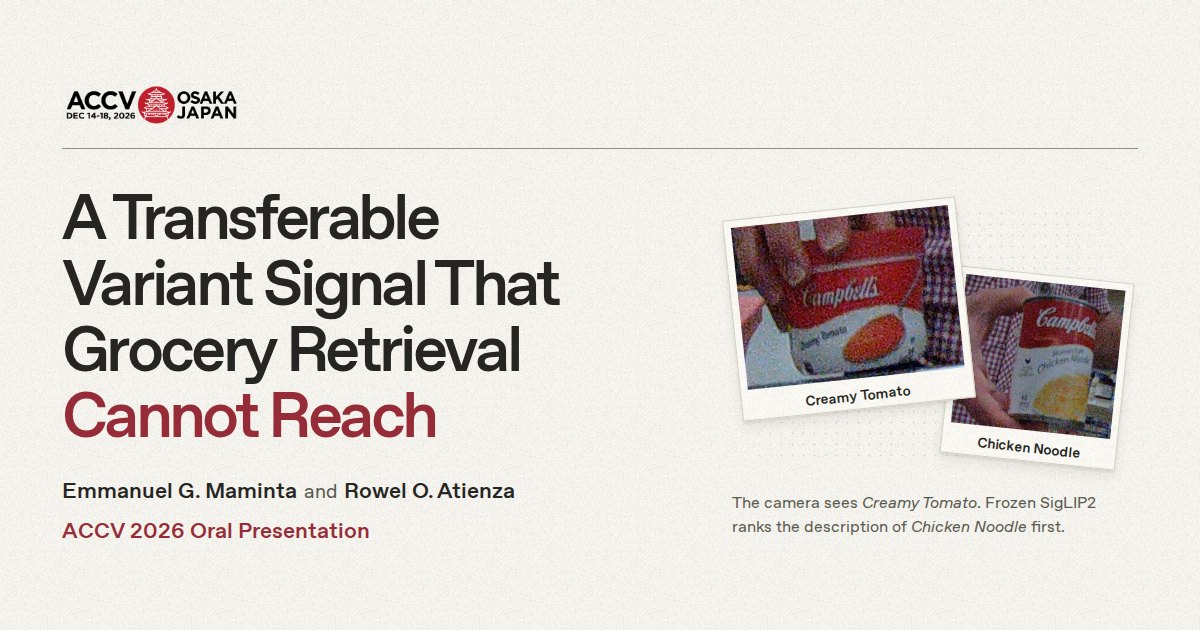 ACCV
DEC 14-18, 2026
OSAKA
JAPAN
A Transferable
Variant Signal That
Grocery Retrieval
Cannot Reach
Emmanuel G. Maminta and Rowel O. Atienza
ACCV 2026 Oral Presentation
Campbell's
Creamy Tomato
Creamy Tomato
Campbell's
Chicken Noodle
Chicken Noodle
The camera sees Creamy Tomato. Frozen SigLIP2
ranks the description of Chicken Noodle first.